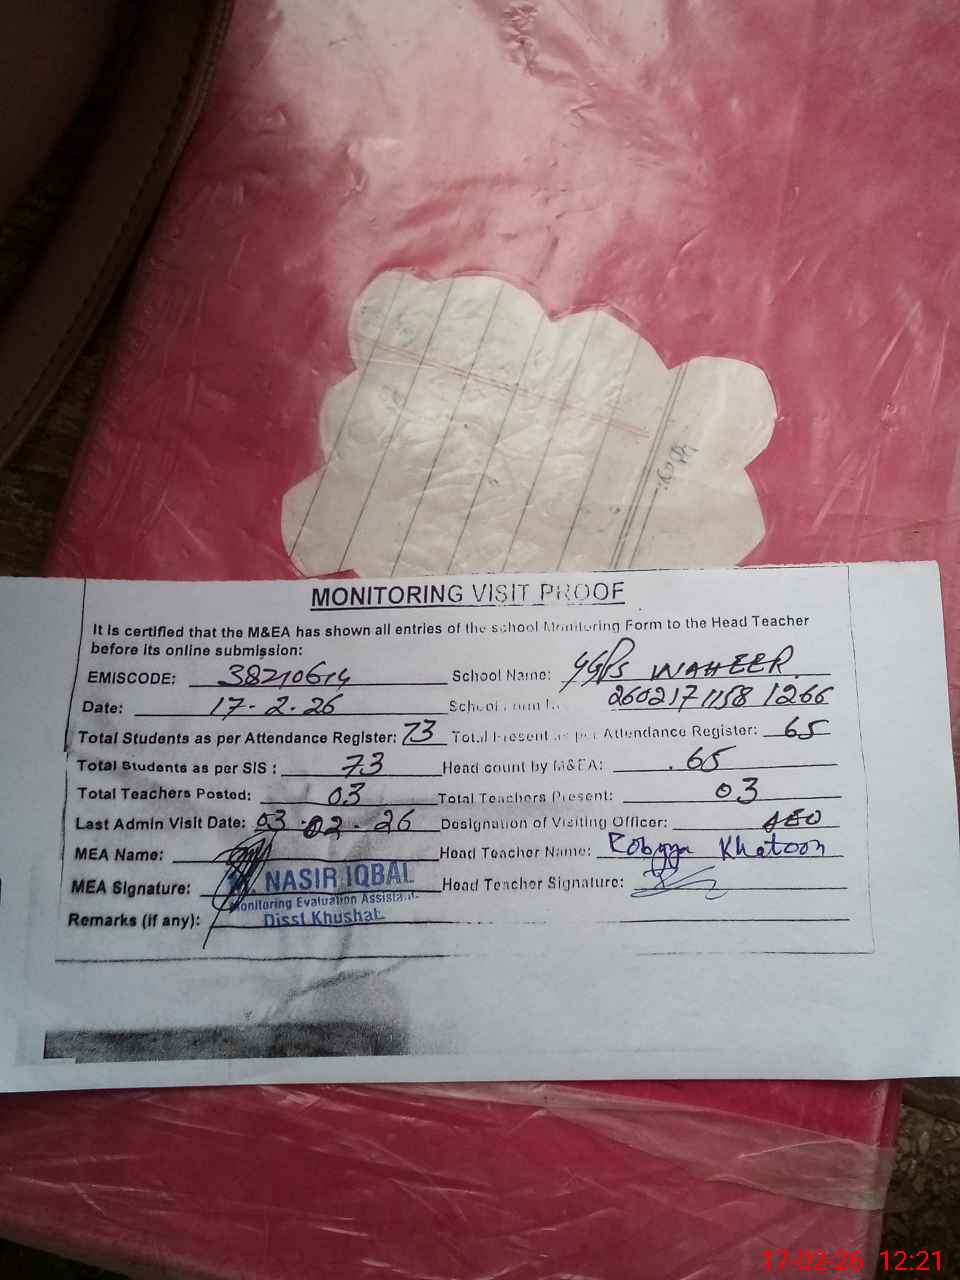 MONITORING VISIT PROOF
It is certified that the M&EA has shown all entries of the school Monitoring Form to the Head Teacher
before its online submission:
EMISCODE: 38210614 School Name: GGPS WAHEER
Date: 17-2-26 School Form 26021711581266
Total Students as per Attendance Register: 73 Total Present as per Attendance Register: 65
Total Students as per SIS : 73 Head count by M&EA: 65
Total Teachers Posted: 03 Total Teachers Present: 03
Last Admin Visit Date: 03-02-26 Designation of Visiting Officer: AEO
MEA Name: Head Teacher Name: Khatoon
MEA Signature: M. NASIR IQBAL Head Teacher Signature:
Monitoring Evaluation Assistant
Remarks (if any): Disst Khushab
17-02-26 12:21